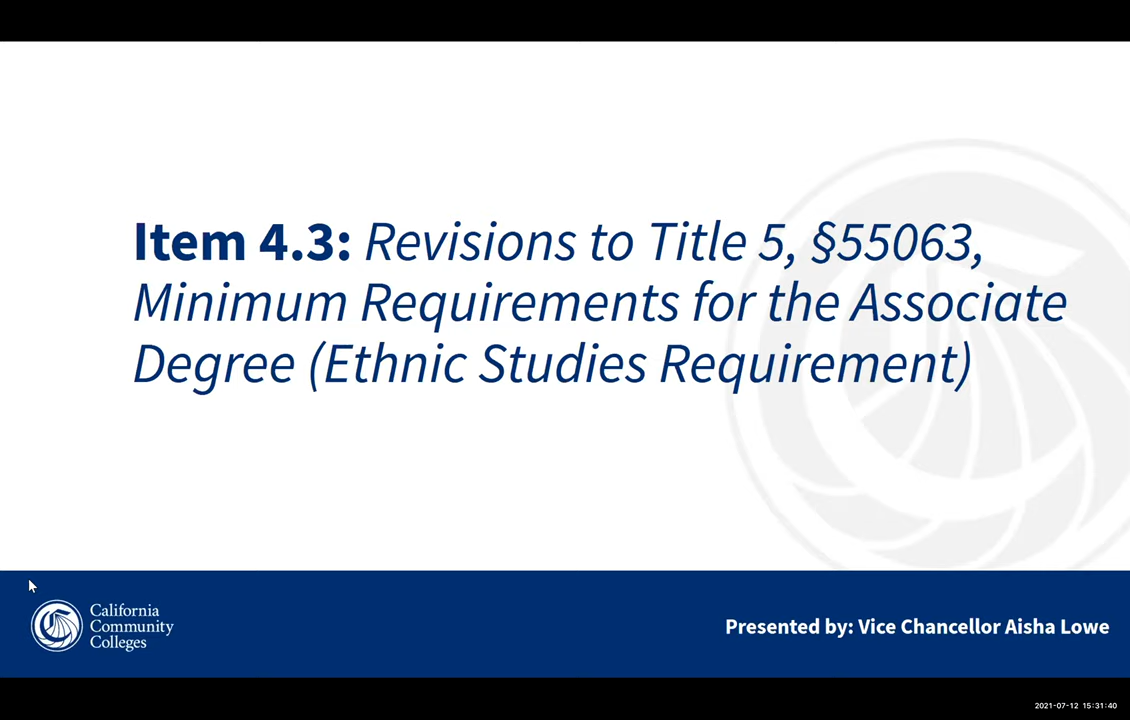 Item 4.3: Revisions to Title 5, §55063,
Minimum Requirements for the Associate
Degree (Ethnic Studies Requirement)
California
Community
Colleges
Presented by: Vice Chancellor Aisha Lowe
2021-07-12 15:31:40